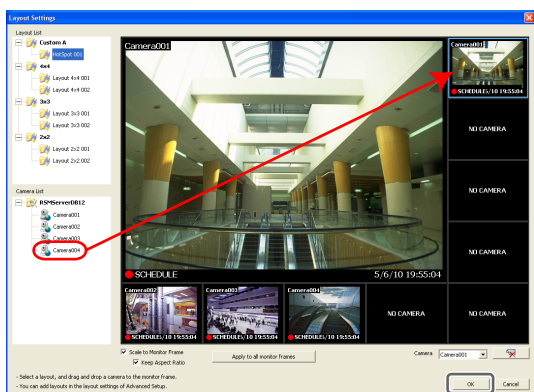 Layout Settings
Layout List
Custom A
HotSpot 001
4x4
Layout 4x4 001
Layout 4x4 002
3x3
Layout 3x3 001
Layout 3x3 002
2x2
Layout 2x2 001
Layout 2x2 002
Camera List
RSMServerDB12
Camera001
Camera002
Camera003
Camera004
Camera001
SCHEDULE
5/6/10 19:55:04
Camera001
SCHEDULE5/10 19:55:04
NO CAMERA
NO CAMERA
NO CAMERA
Camera002
SCHEDULE5/10 19:55:04
Camera003
SCHEDULE5/10 19:55:04
Camera004
SCHEDULE5/10 19:55:04
NO CAMERA
NO CAMERA
Scale to Monitor Frame
Keep Aspect Ratio
Apply to all monitor frames
Camera
Camera001
- Select a layout, and drag and drop a camera to the monitor frame.
- You can add layouts in the layout settings of Advanced Setup.
OK
Cancel